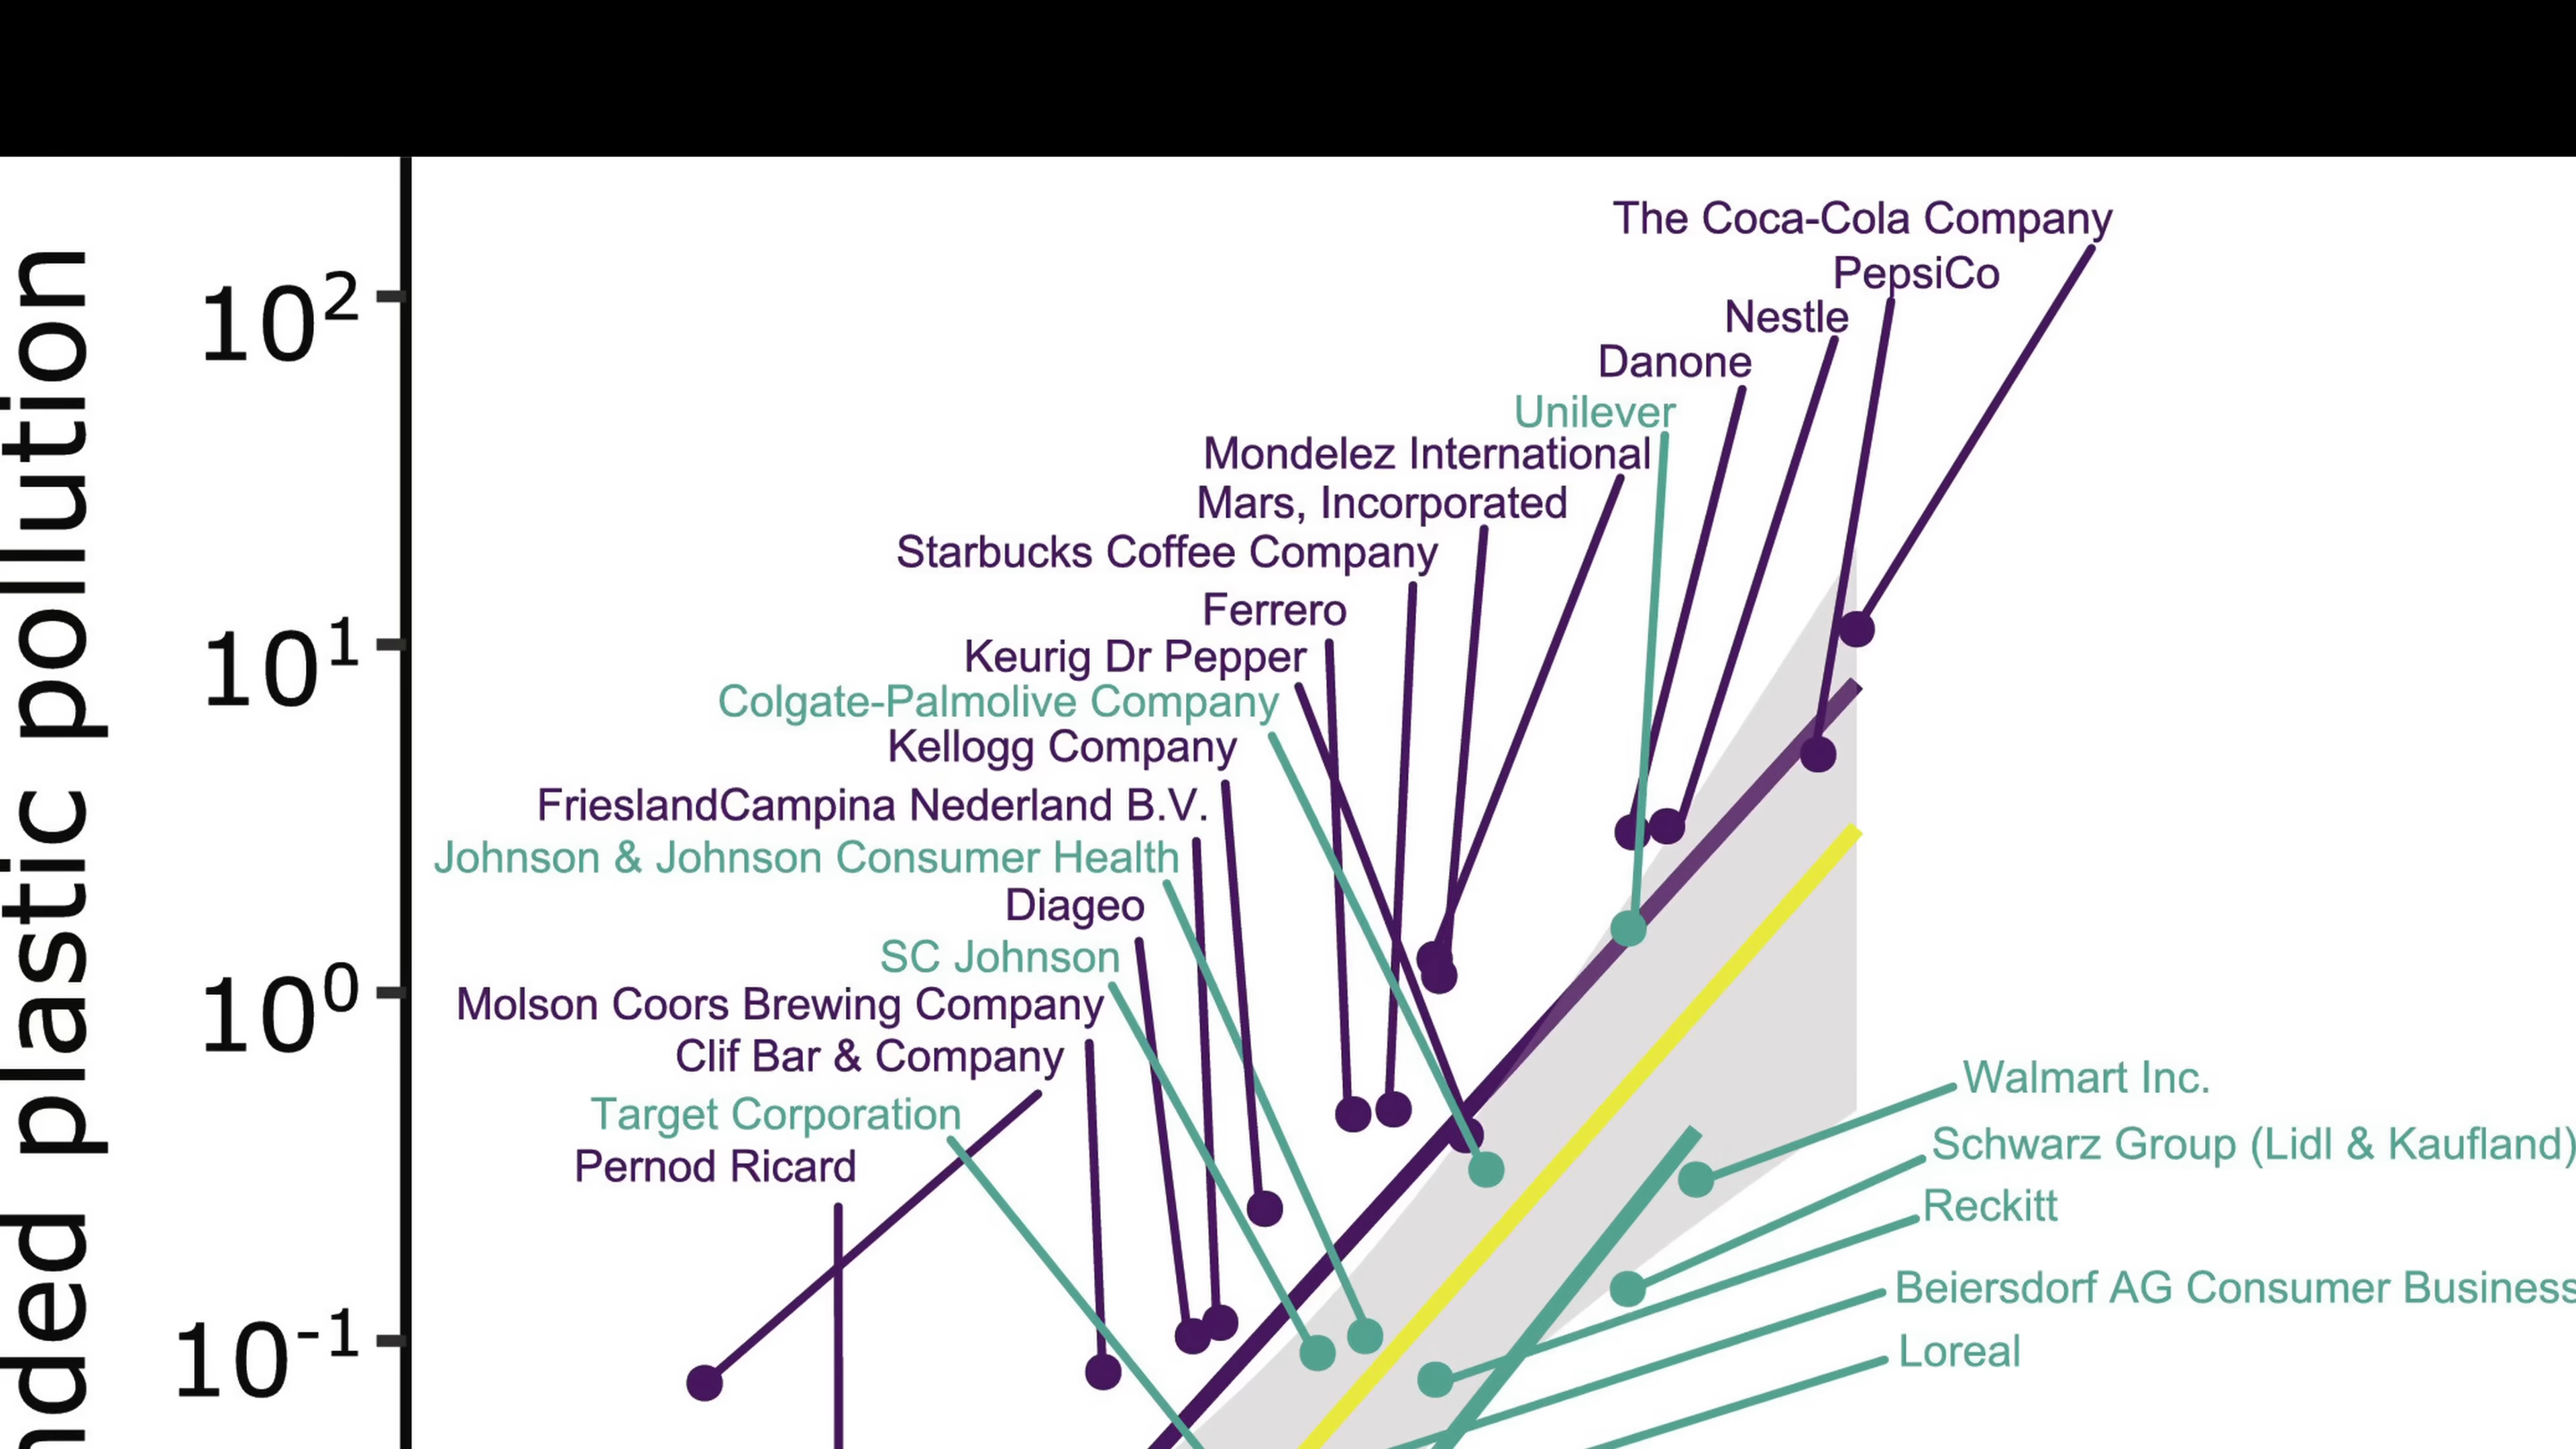 nded plastic pollution
10²
10¹
10⁰
10⁻¹
The Coca-Cola Company
PepsiCo
Nestle
Danone
Unilever
Mondelez International
Mars, Incorporated
Starbucks Coffee Company
Ferrero
Keurig Dr Pepper
Colgate-Palmolive Company
Kellogg Company
FrieslandCampina Nederland B.V.
Johnson & Johnson Consumer Health
Diageo
SC Johnson
Molson Coors Brewing Company
Clif Bar & Company
Target Corporation
Pernod Ricard
Walmart Inc.
Schwarz Group (Lidl & Kaufland)
Reckitt
Beiersdorf AG Consumer Business
Loreal